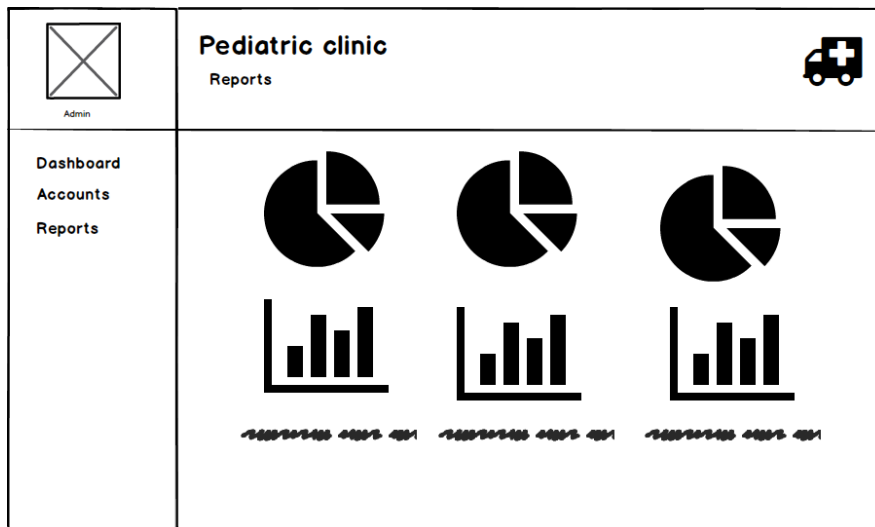 Pediatric clinic
Reports
Admin
Dashboard
Accounts
Reports